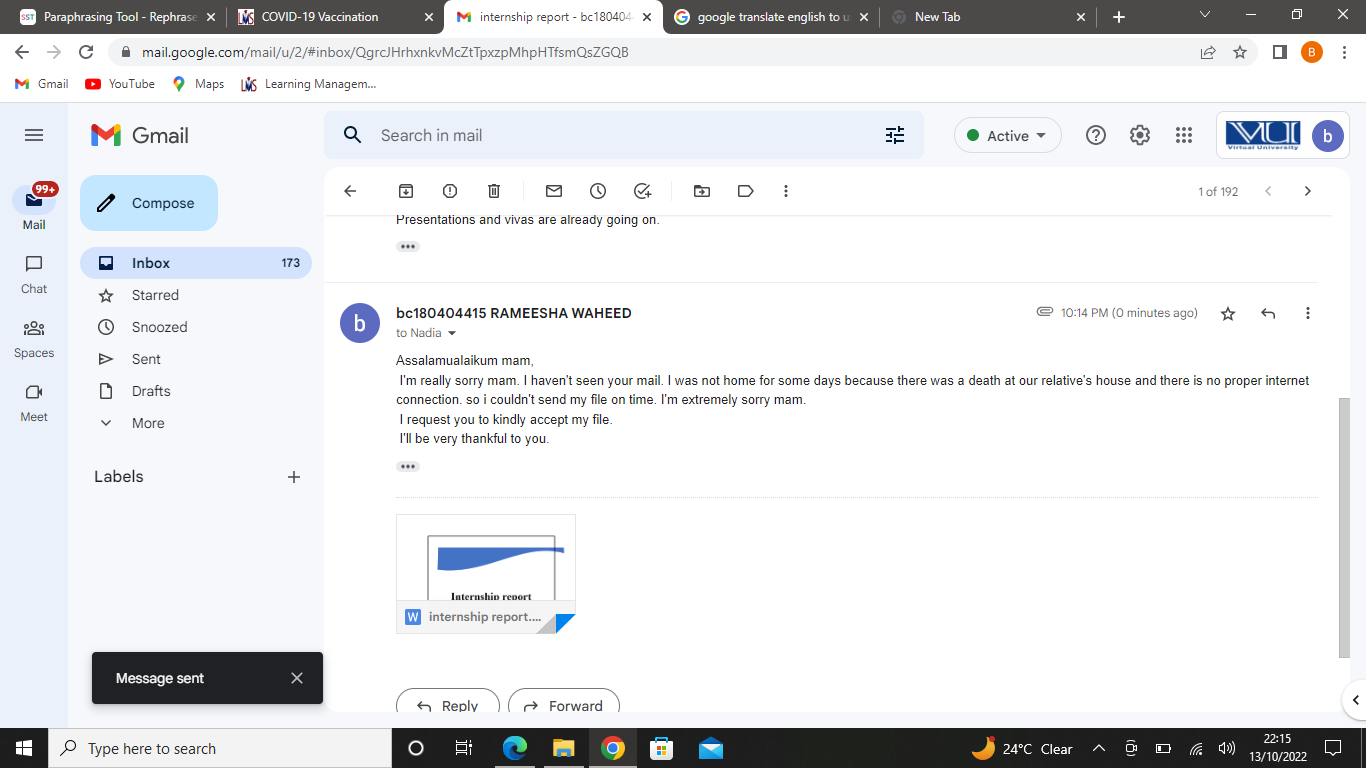 Paraphrasing Tool - Rephrase
COVID-19 Vaccination
internship report - bc180404
google translate english to u
New Tab
mail.google.com/mail/u/2/#inbox/QgrcJHrhxnkvMcZtTpxzpMhpHTfsmQsZGQB
B
Gmail
YouTube
Maps
Learning Managem...
Gmail
Search in mail
Active
VU
Virtual University
b
99+
Mail
Chat
Spaces
Meet
Compose
Inbox 173
Starred
Snoozed
Sent
Drafts
More
Labels
1 of 192
Presentations and vivas are already going on.
b
bc180404415 RAMEESHA WAHEED
10:14 PM (0 minutes ago)
to Nadia
Assalamualaikum mam,
I'm really sorry mam. I haven't seen your mail. I was not home for some days because there was a death at our relative's house and there is no proper internet
connection. so i couldn't send my file on time. I'm extremely sorry mam.
I request you to kindly accept my file.
I'll be very thankful to you.
Internship report
W internship report....
Reply
Forward
Message sent
Type here to search
24°C Clear
22:15
13/10/2022